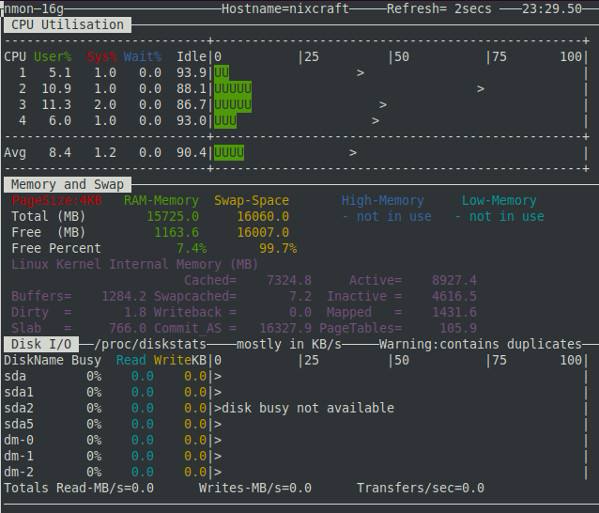 nmon─16g─────────────────────Hostname=nixcraft─────Refresh= 2secs ───23:29.50
CPU Utilisation
---------------------------+-------------------------------------------------+
CPU User% Sys% Wait% Idle|0 |25 |50 |75 100|
1 5.1 1.0 0.0 93.9|UU > |
2 10.9 1.0 0.0 88.1|UUUUU > |
3 11.3 2.0 0.0 86.7|UUUUU > |
4 6.0 1.0 0.0 93.0|UUU > |
---------------------------+-------------------------------------------------+
Avg 8.4 1.2 0.0 90.4|UUUU > |
---------------------------+-------------------------------------------------+
Memory and Swap
PageSize:4KB RAM-Memory Swap-Space High-Memory Low-Memory
Total (MB) 15725.0 16060.0 - not in use - not in use
Free (MB) 1163.6 16007.0
Free Percent 7.4% 99.7%
Linux Kernel Internal Memory (MB)
Cached= 7324.8 Active= 8927.4
Buffers= 1284.2 Swapcached= 7.2 Inactive = 4616.5
Dirty = 1.8 Writeback = 0.0 Mapped = 1431.6
Slab = 766.0 Commit_AS = 16327.9 PageTables= 105.9
Disk I/O ──/proc/diskstats────mostly in KB/s─────Warning:contains duplicates
DiskName Busy Read WriteKB|0 |25 |50 |75 100|
sda 0% 0.0 0.0|> |
sda1 0% 0.0 0.0|> |
sda2 0% 0.0 0.0|>disk busy not available |
sda5 0% 0.0 0.0|> |
dm-0 0% 0.0 0.0|> |
dm-1 0% 0.0 0.0|> |
dm-2 0% 0.0 0.0|> |
Totals Read-MB/s=0.0 Writes-MB/s=0.0 Transfers/sec=0.0